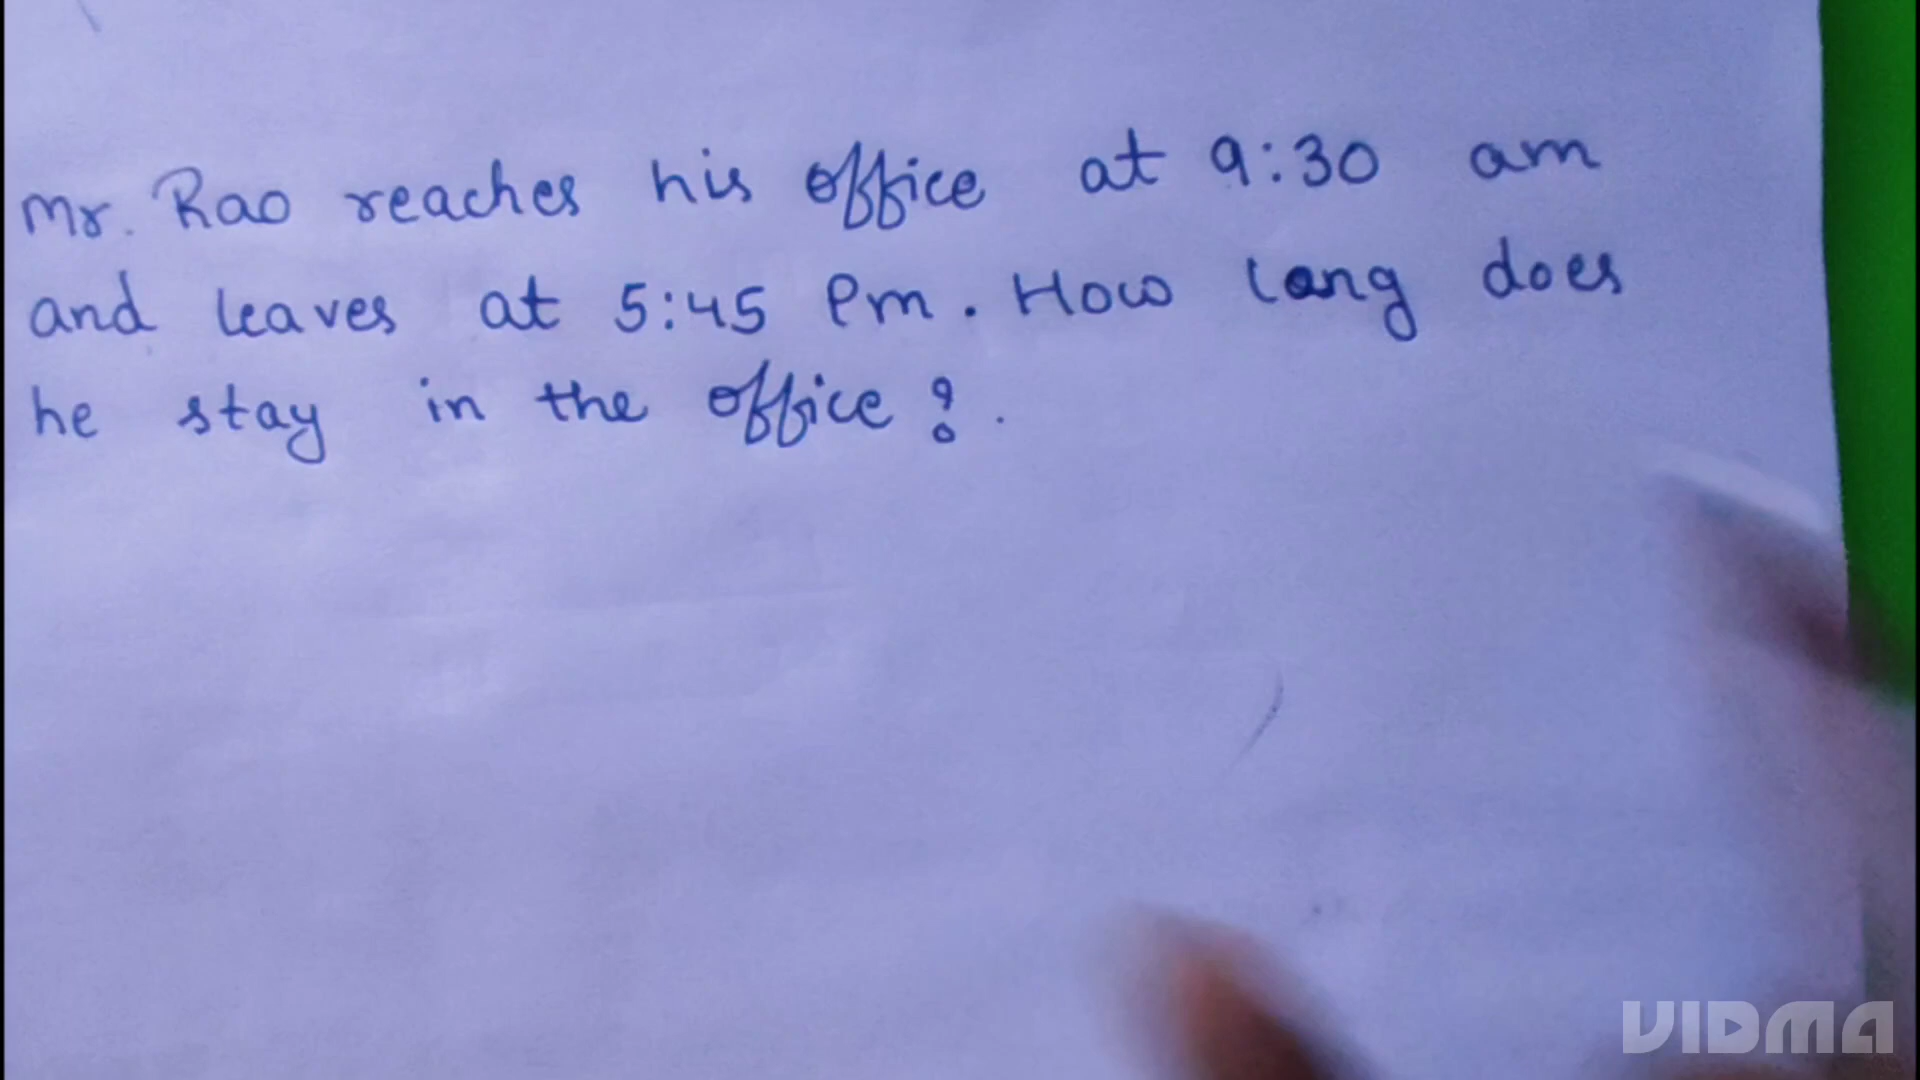 Mr. Rao reaches his office at 9:30 am
and leaves at 5:45 Pm. How long does
he stay in the office ? .
VIDMA